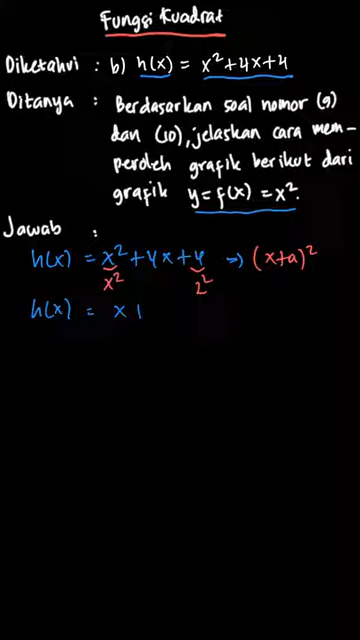 Fungsi Kuadrat
Diketahui : b) h(x) = x² + 4x + 4
Ditanya : Berdasarkan soal nomor (9)
dan (10), jelaskan cara mem-
peroleh grafik berikut dari
grafik y = f(x) = x².
Jawab :
h(x) = x² + 4x + 4 => (x+a)²
x² 2²
h(x) = x